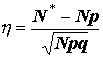 η = (N* − Np) / √(Npq)